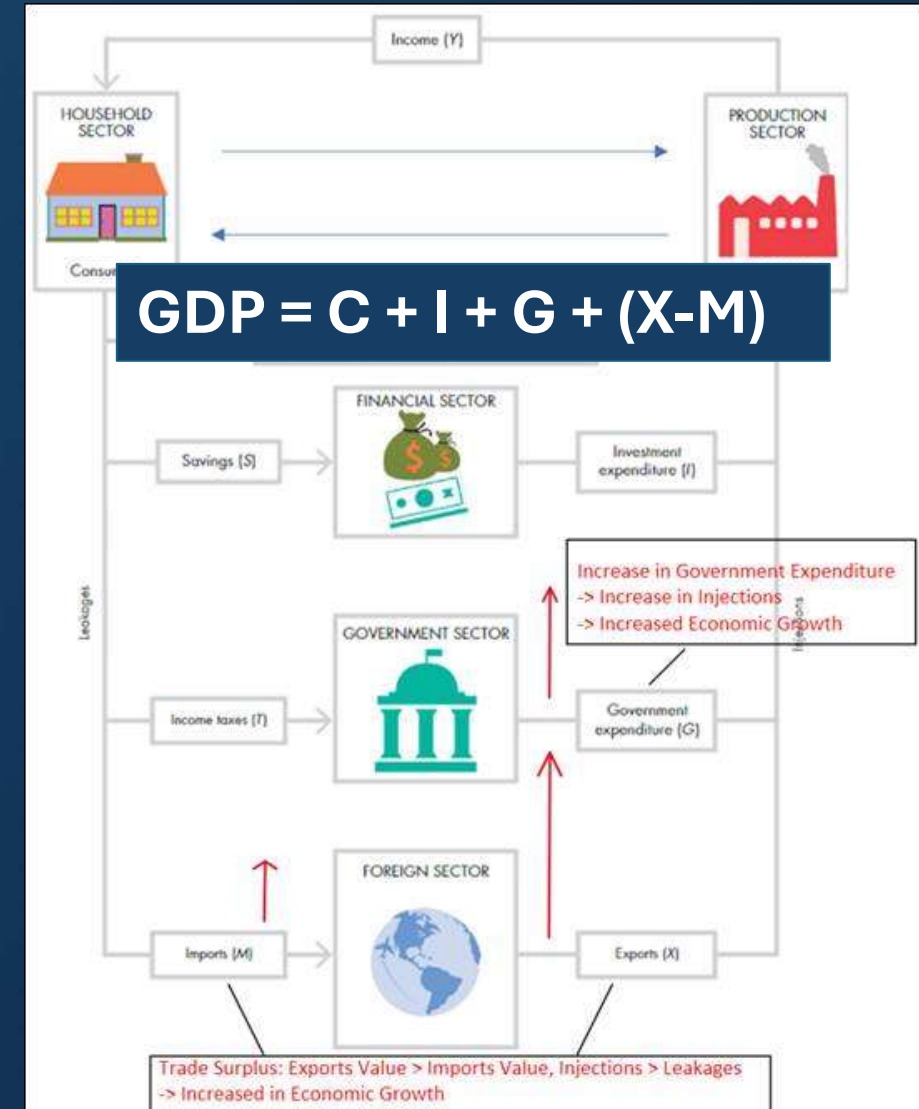 Income (Y)
HOUSEHOLD
SECTOR
PRODUCTION
SECTOR
GDP = C + I + G + (X-M)
FINANCIAL SECTOR
Savings (S)
Investment
expenditure (I)
Leakages
Increase in Government Expenditure
-> Increase in Injections
-> Increased Economic Growth
Injections
GOVERNMENT SECTOR
Income taxes (T)
Government
expenditure (G)
FOREIGN SECTOR
Imports (M)
Exports (X)
Trade Surplus: Exports Value > Imports Value, Injections > Leakages
-> Increased in Economic Growth